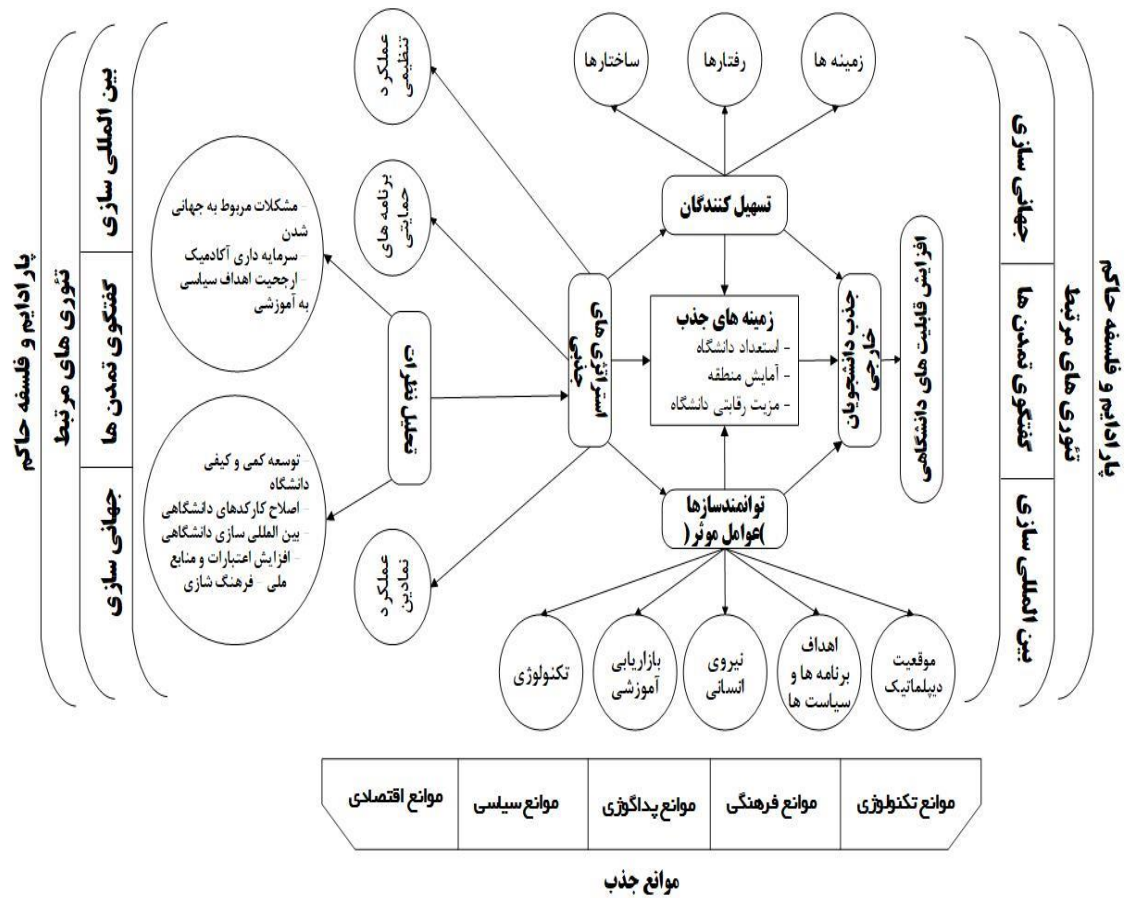 پارادایم و فلسفه حاکم
تئوری های مرتبط
جهانی سازی
گفتگوی تمدن ها
بین المللی سازی
زمینه ها
رفتارها
ساختارها
تسهیل کنندگان
افزایش قابلیت های دانشگاهی
جذب دانشجویان
خارجی
زمینه های جذب
- استعداد دانشگاه
- آمایش منطقه
- مزیت رقابتی دانشگاه
استراتژی های
جذبی
توانمندسازها
)عوامل موثر(
موقعیت
دیپلماتیک
اهداف
برنامه ها و
سیاست ها
نیروی
انسانی
بازاریابی
آموزشی
تکنولوژی
عملکرد
تنظیمی
برنامه های
حمایتی
عملکرد
نمادین
تحلیل نظرات
- مشکلات مربوط به جهانی
شدن
- سرمایه داری آکادمیک
- ارجحیت اهداف سیاسی
به آموزشی
- توسعه کمی و کیفی
دانشگاه
- اصلاح کارکدهای دانشگاهی
- بین المللی سازی دانشگاهی
- افزایش اعتبارات و منابع
ملی - فرهنگ شازی
بین المللی سازی
گفتگوی تمدن ها
جهانی سازی
تئوری های مرتبط
پارادایم و فلسفه حاکم
موانع تکنولوژی
موانع فرهنگی
موانع پداگوژی
موانع سیاسی
موانع اقتصادی
موانع جذب